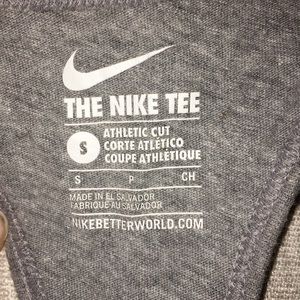 THE NIKE TEE
S
ATHLETIC CUT
CORTE ATLÉTICO
COUPE ATHLÉTIQUE
S P CH
MADE IN EL SALVADOR
FABRIQUÉ AU SALVADOR
NIKEBETTERWORLD.COM